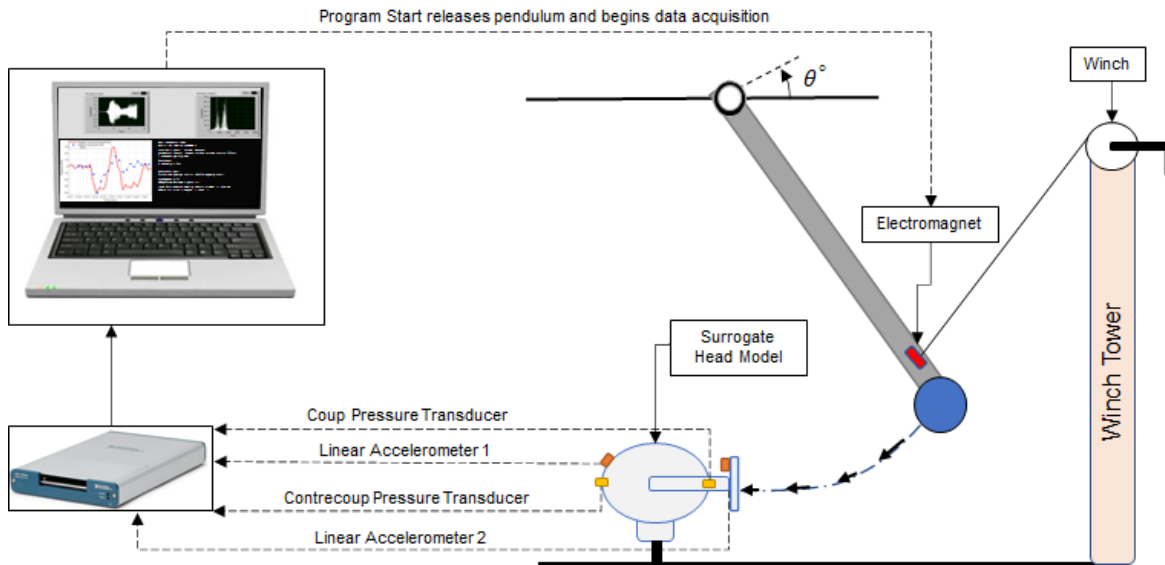 Program Start releases pendulum and begins data acquisition
Winch
θ°
Electromagnet
Surrogate
Head Model
Winch Tower
Coup Pressure Transducer
Linear Accelerometer 1
Contrecoup Pressure Transducer
Linear Accelerometer 2